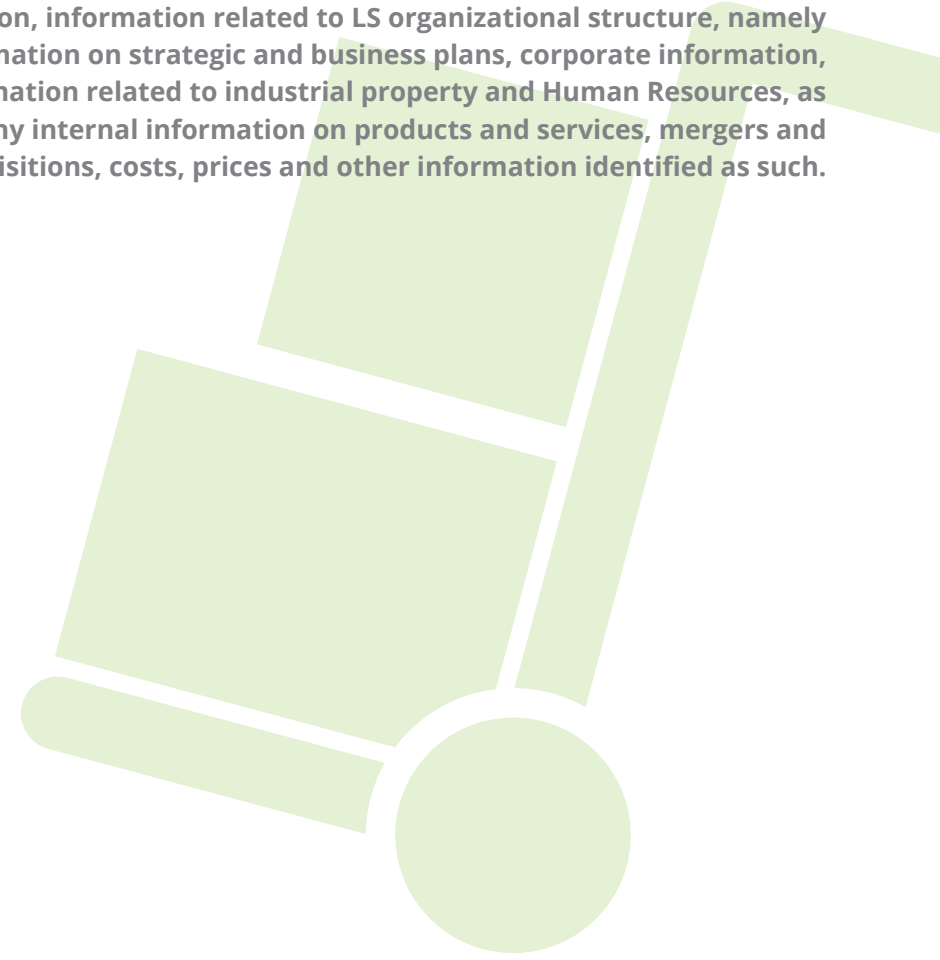 on, information related to LS organizational structure, namely
mation on strategic and business plans, corporate information,
mation related to industrial property and Human Resources, as
ny internal information on products and services, mergers and
isitions, costs, prices and other information identified as such.